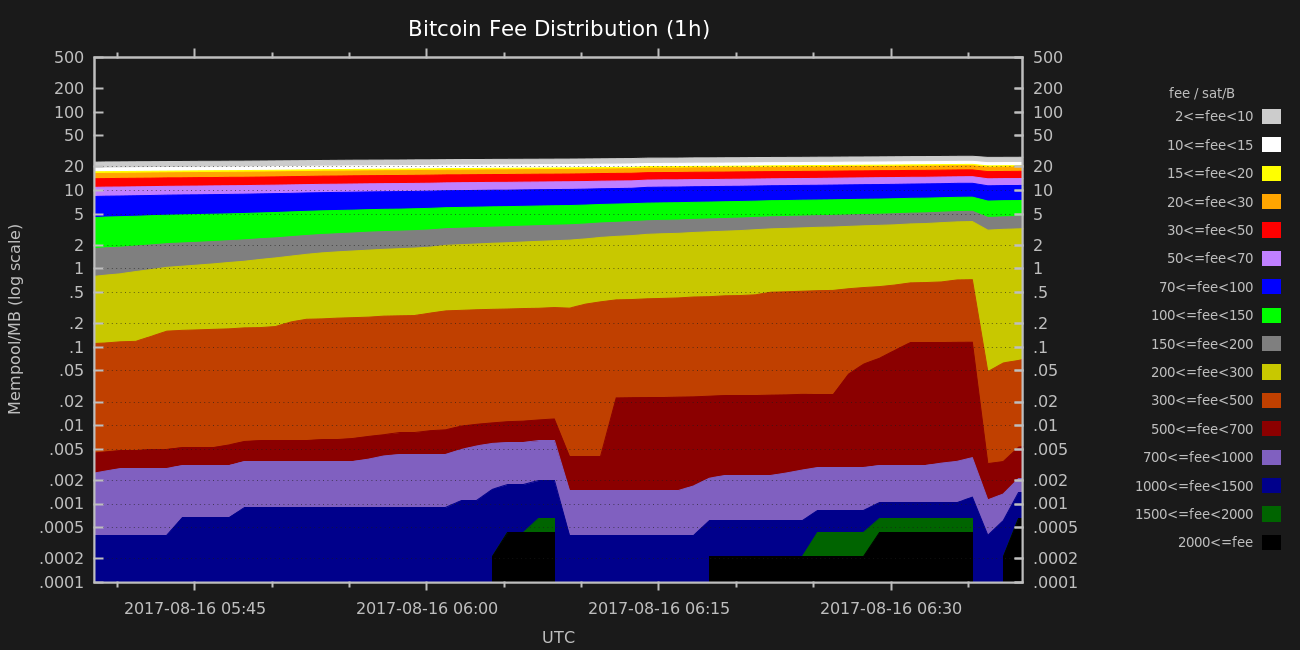 Bitcoin Fee Distribution (1h)
Mempool/MB (log scale)
500
200
100
50
20
10
5
2
1
.5
.2
.1
.05
.02
.01
.005
.002
.001
.0005
.0002
.0001
500
200
100
50
20
10
5
2
1
.5
.2
.1
.05
.02
.01
.005
.002
.001
.0005
.0002
.0001
2017-08-16 05:45
2017-08-16 06:00
2017-08-16 06:15
2017-08-16 06:30
UTC
fee / sat/B
2<=fee<10
10<=fee<15
15<=fee<20
20<=fee<30
30<=fee<50
50<=fee<70
70<=fee<100
100<=fee<150
150<=fee<200
200<=fee<300
300<=fee<500
500<=fee<700
700<=fee<1000
1000<=fee<1500
1500<=fee<2000
2000<=fee